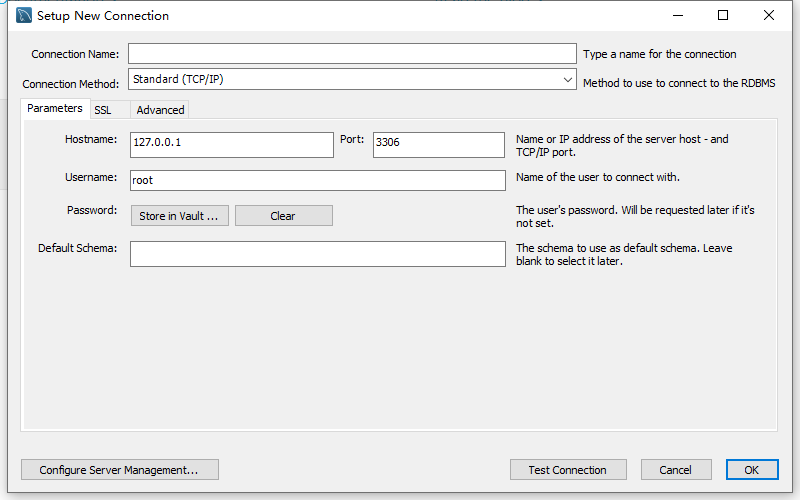 Setup New Connection
Connection Name:
Type a name for the connection
Connection Method:
Standard (TCP/IP)
Method to use to connect to the RDBMS
Parameters
SSL
Advanced
Hostname:
127.0.0.1
Port:
3306
Name or IP address of the server host - and
TCP/IP port.
Username:
root
Name of the user to connect with.
Password:
Store in Vault ...
Clear
The user's password. Will be requested later if it's
not set.
Default Schema:
The schema to use as default schema. Leave
blank to select it later.
Configure Server Management...
Test Connection
Cancel
OK